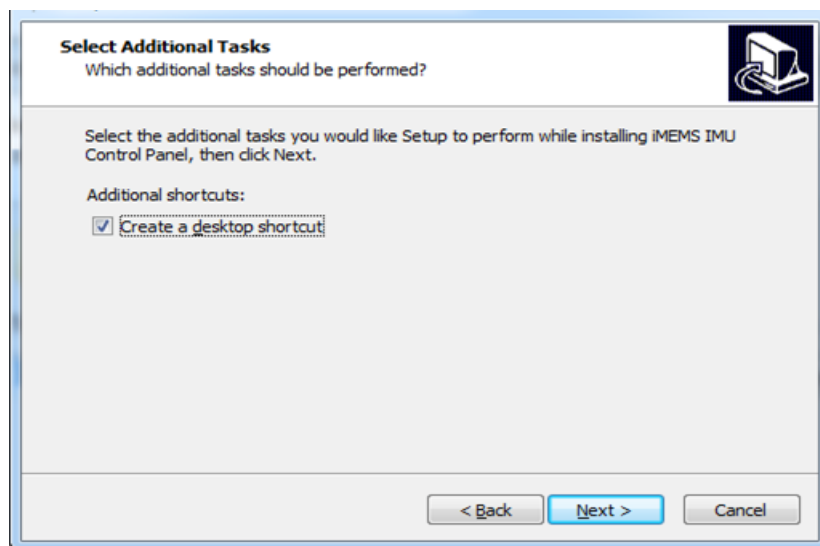 Select Additional Tasks
Which additional tasks should be performed?
Select the additional tasks you would like Setup to perform while installing iMEMS IMU
Control Panel, then click Next.
Additional shortcuts:
Create a desktop shortcut
< Back Next > Cancel